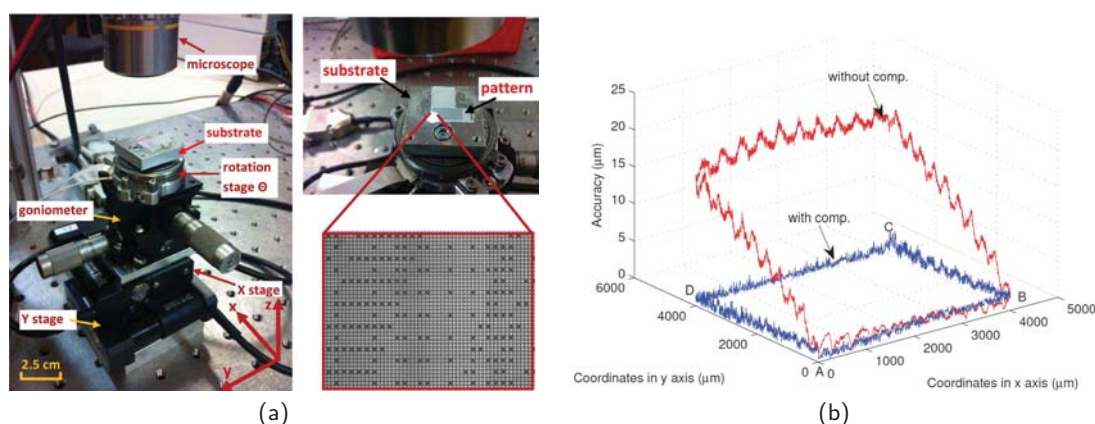 microscope
substrate
rotation
stage Θ
goniometer
X stage
Y stage
z
x
y
2.5 cm
substrate
pattern
(a)
without comp.
with comp.
Accuracy (μm)
25
20
15
10
5
0
6000
4000
2000
0
A
B
C
D
0
1000
2000
3000
4000
5000
Coordinates in y axis (μm)
Coordinates in x axis (μm)
(b)